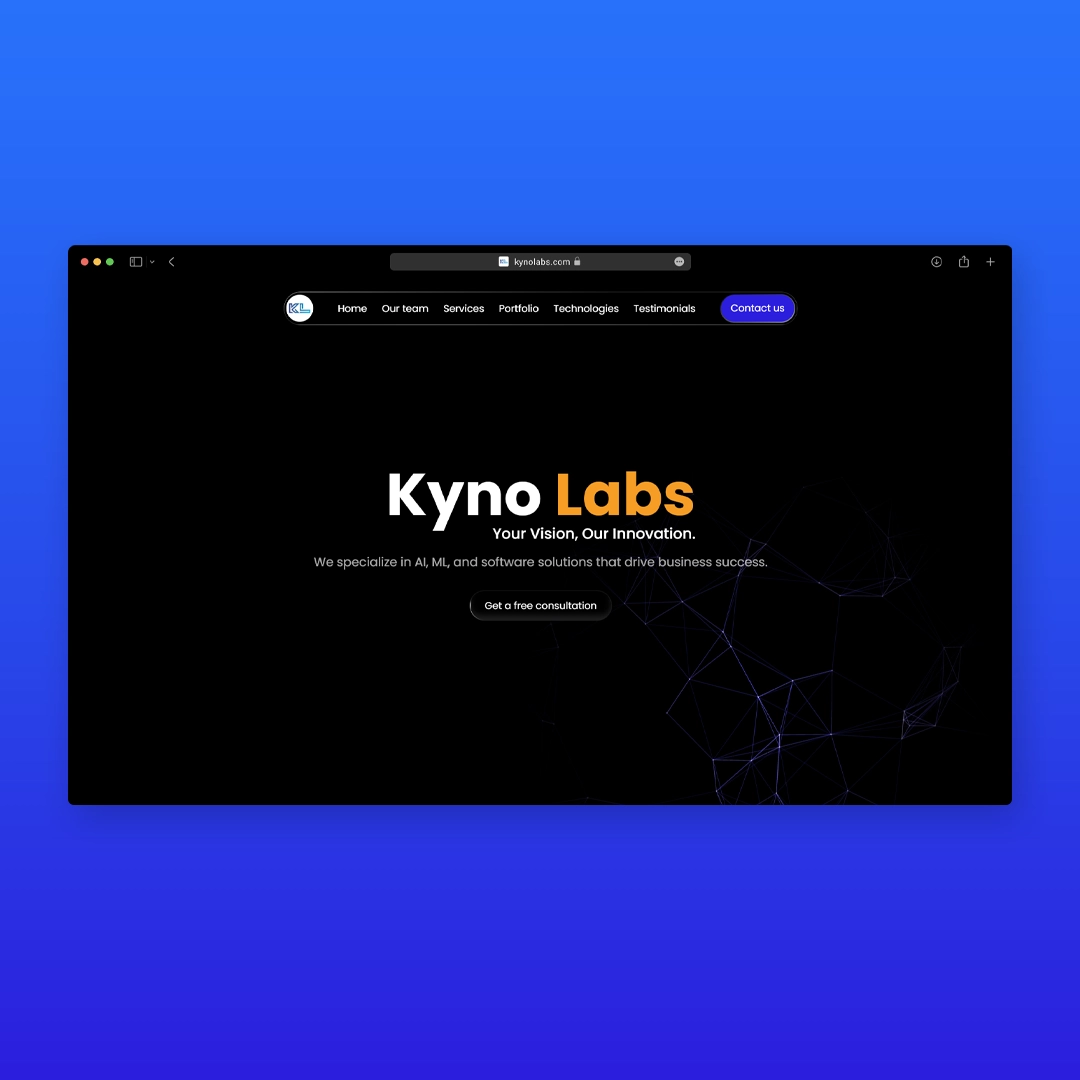 kynolabs.com
KL Home Our team Services Portfolio Technologies Testimonials Contact us
Kyno Labs
Your Vision, Our Innovation.
We specialize in AI, ML, and software solutions that drive business success.
Get a free consultation